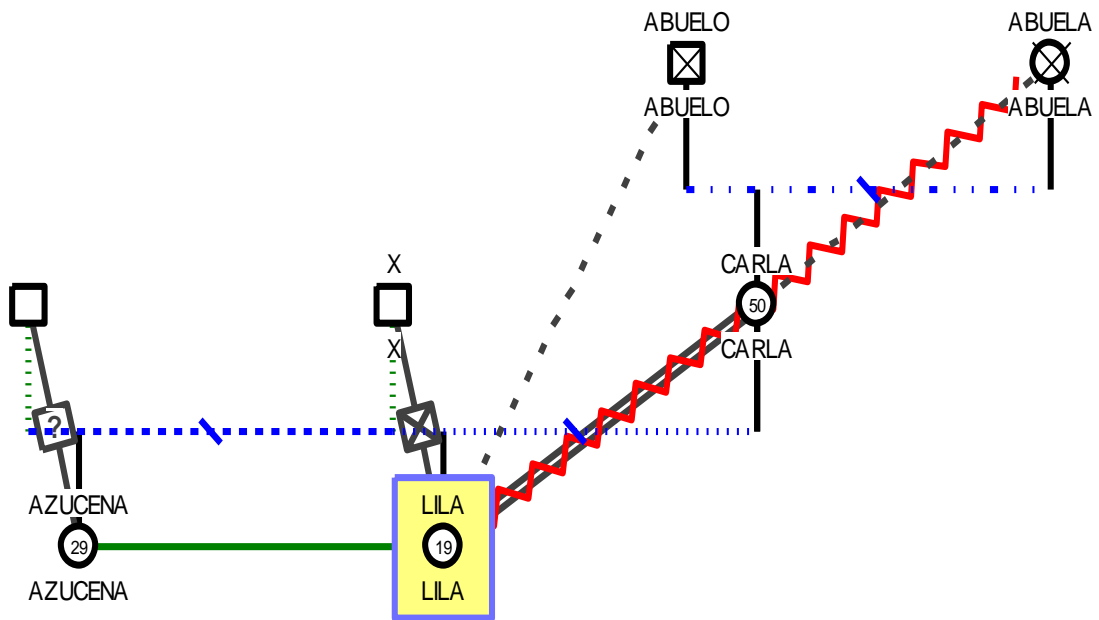 ABUELO
ABUELA
ABUELO
ABUELA
X
CARLA
50
X
CARLA
?
AZUCENA
LILA
29
19
AZUCENA
LILA